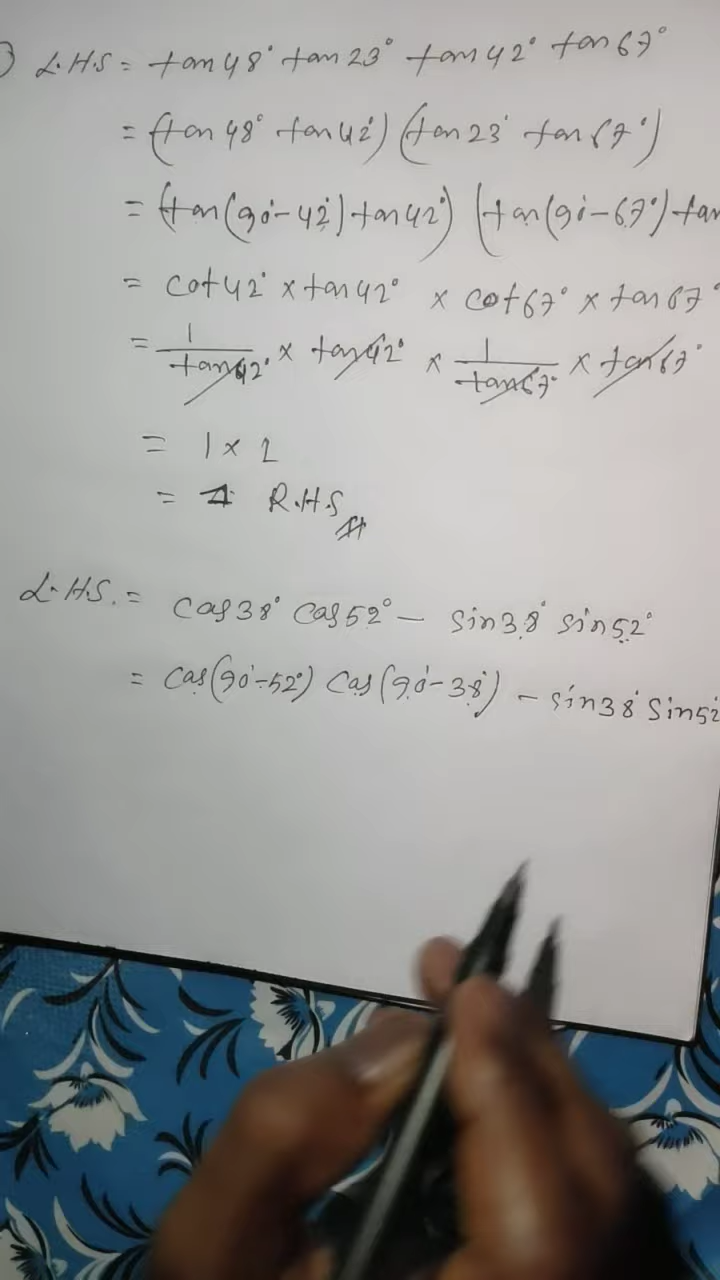 ) L.H.S = tan 48° tan 23° tan 42° tan 67°
= (tan 48° tan 42°) (tan 23° tan 67°)
= (tan(90°-42°) tan 42°) (tan(90°-67°) tan
= cot 42° × tan 42° × cot 67° × tan 67°
= 1/tan 42° × tan 42° × 1/tan 67° × tan 67°
= 1 × 1
= 1 R.H.S
L.H.S. = cos 38° cos 52° - sin 38° sin 52°
= cos(90°-52°) cos(90°-38°) - sin 38° sin 52